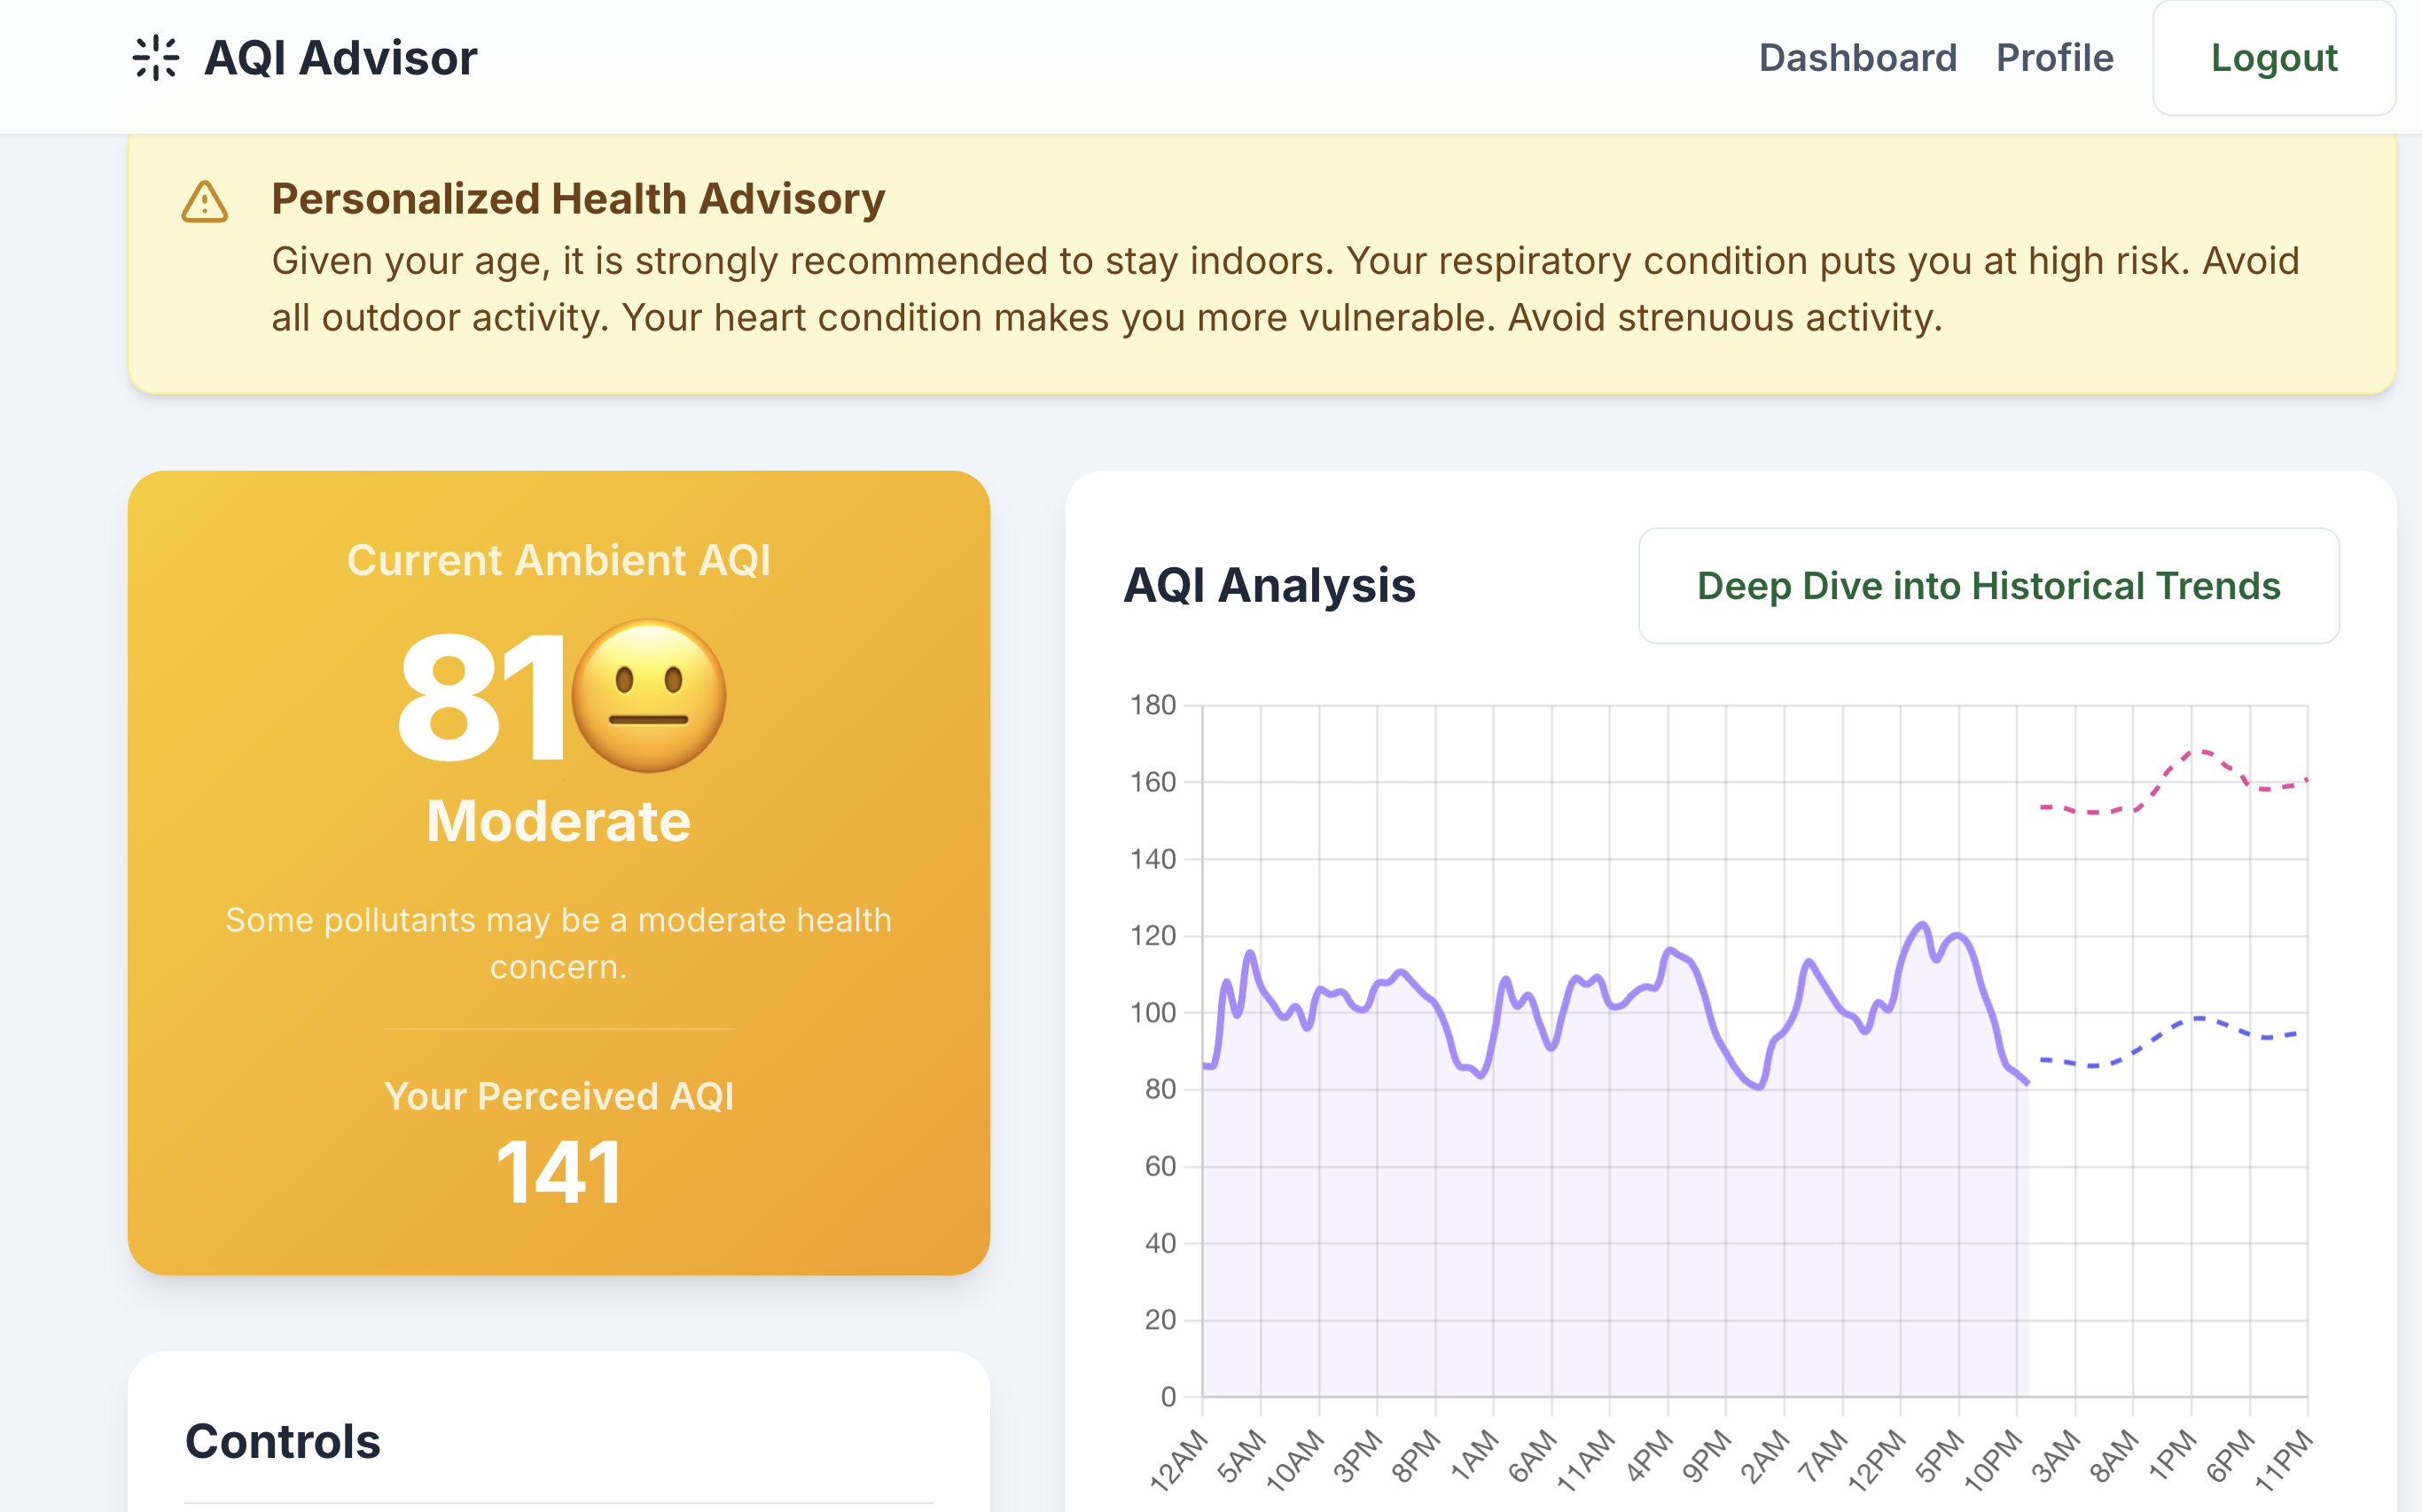 AQI Advisor
Dashboard
Profile
Logout
Personalized Health Advisory
Given your age, it is strongly recommended to stay indoors. Your respiratory condition puts you at high risk. Avoid
all outdoor activity. Your heart condition makes you more vulnerable. Avoid strenuous activity.
Current Ambient AQI
81
Moderate
Some pollutants may be a moderate health
concern.
Your Perceived AQI
141
Controls
AQI Analysis
Deep Dive into Historical Trends
180
160
140
120
100
80
60
40
20
0
12AM
5AM
10AM
3PM
8PM
1AM
6AM
11AM
4PM
9PM
2AM
7AM
12PM
5PM
10PM
3AM
8AM
1PM
6PM
11PM